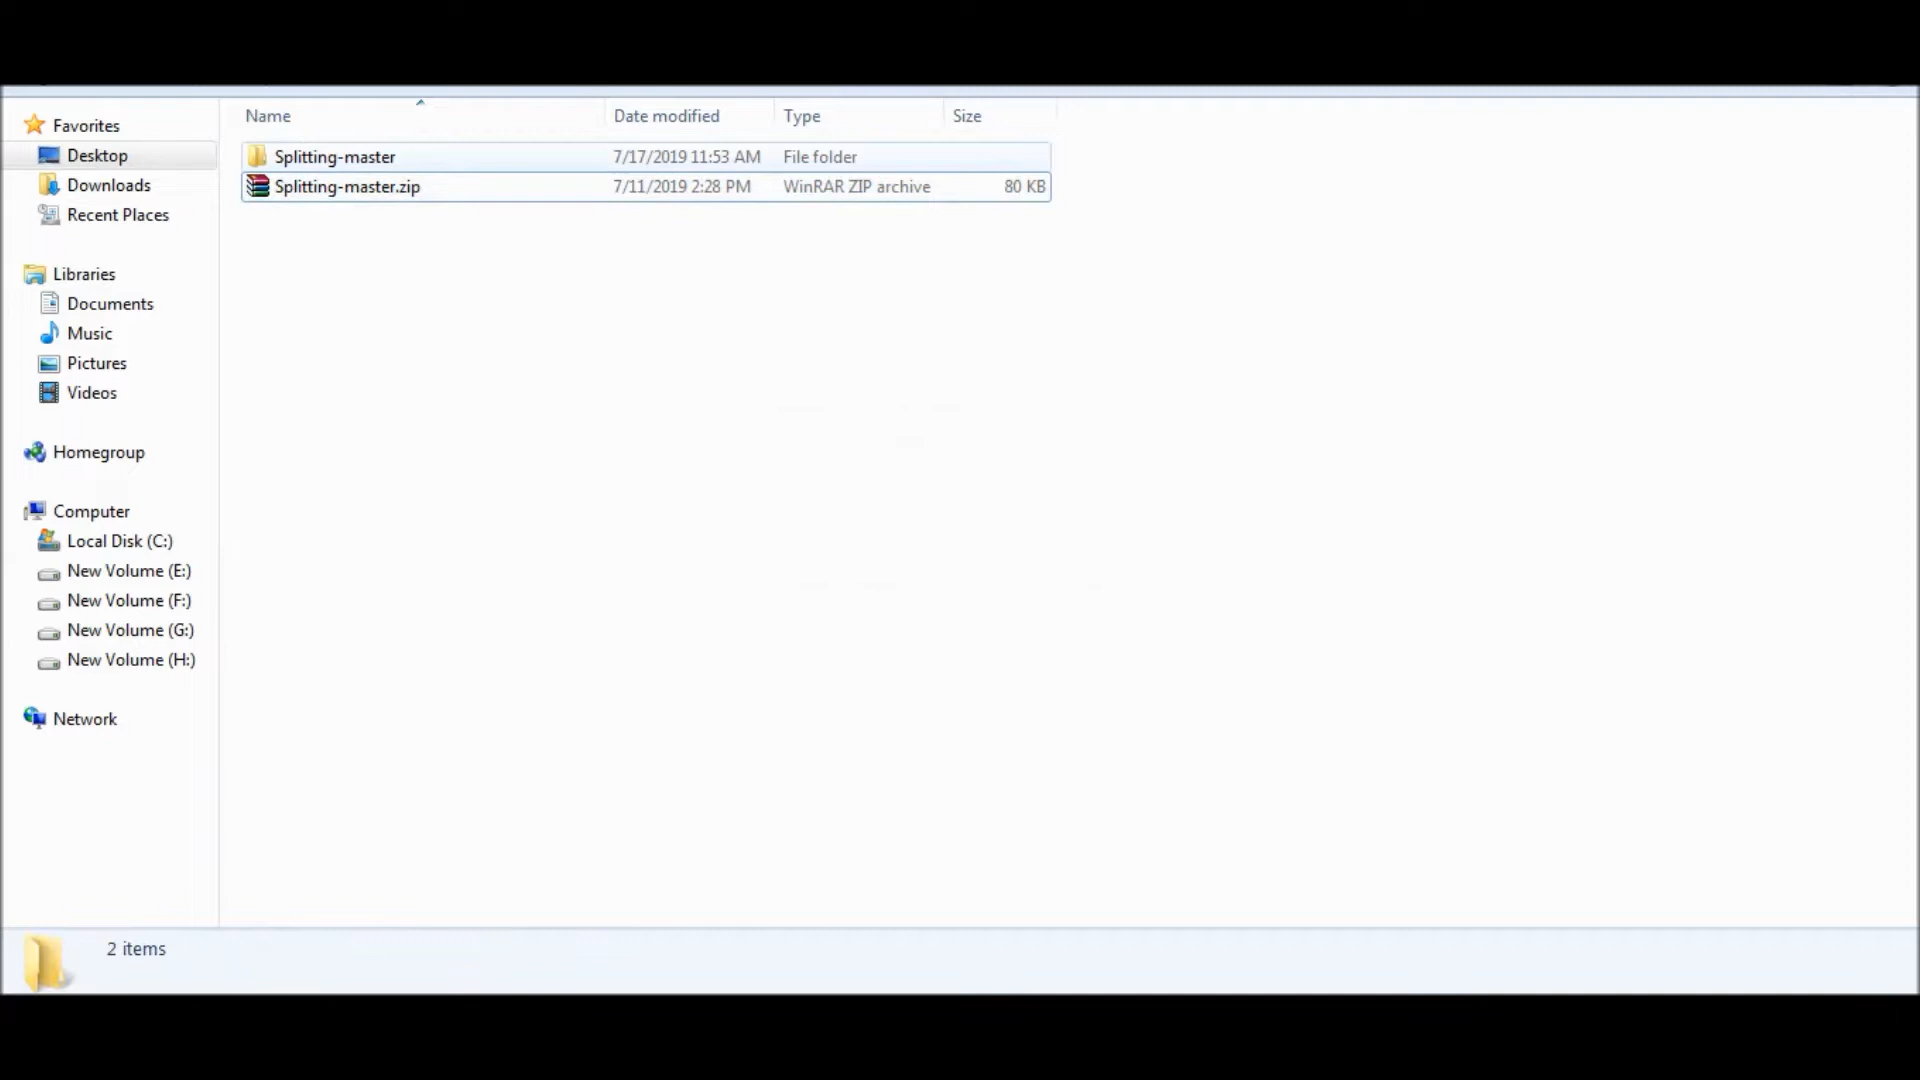 Name Date modified Type Size
Favorites
Desktop
Downloads
Recent Places
Libraries
Documents
Music
Pictures
Videos
Homegroup
Computer
Local Disk (C:)
New Volume (E:)
New Volume (F:)
New Volume (G:)
New Volume (H:)
Network
Splitting-master 7/17/2019 11:53 AM File folder
Splitting-master.zip 7/11/2019 2:28 PM WinRAR ZIP archive 80 KB
2 items